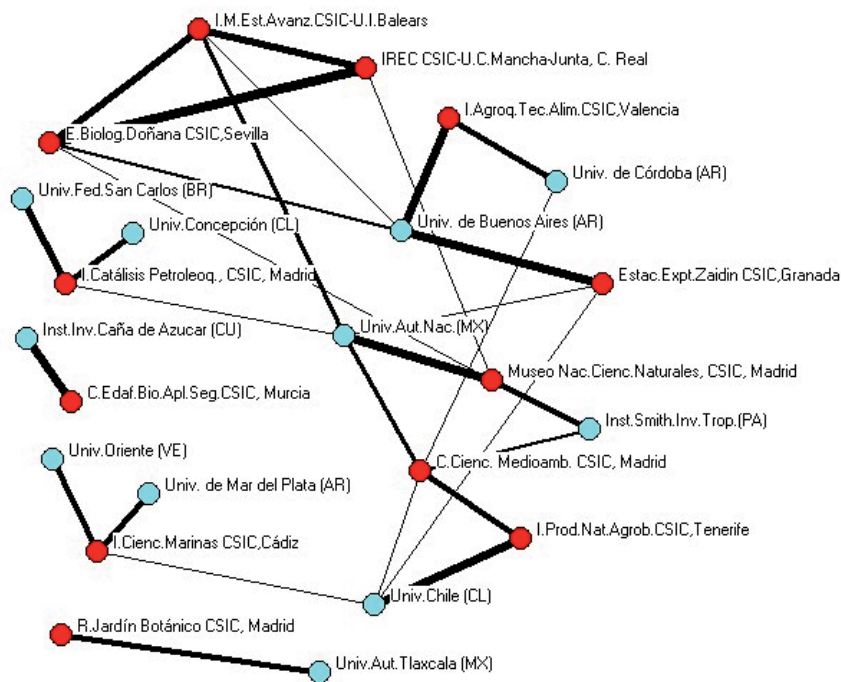 I.M.Est.Avanz.CSIC-U.I.Balears
IREC CSIC-U.C.Mancha-Junta, C. Real
I.Agroq.Tec.Alim.CSIC,Valencia
E.Biolog.Doñana CSIC,Sevilla
Univ. de Córdoba (AR)
Univ.Fed.San Carlos (BR)
Univ.Concepción (CL)
Univ. de Buenos Aires (AR)
I.Catálisis Petroleoq., CSIC, Madrid
Estac.Expt.Zaidin CSIC,Granada
Inst.Inv.Caña de Azucar (CU)
Univ.Aut.Nac.(MX)
Museo Nac.Cienc.Naturales, CSIC, Madrid
C.Edaf.Bio.Apl.Seg.CSIC, Murcia
Inst.Smith.Inv.Trop.(PA)
Univ.Oriente (VE)
C.Cienc. Medioamb. CSIC, Madrid
Univ. de Mar del Plata (AR)
I.Prod.Nat.Agrob.CSIC,Tenerife
I.Cienc.Marinas CSIC,Cádiz
Univ.Chile (CL)
R.Jardín Botánico CSIC, Madrid
Univ.Aut.Tlaxcala (MX)